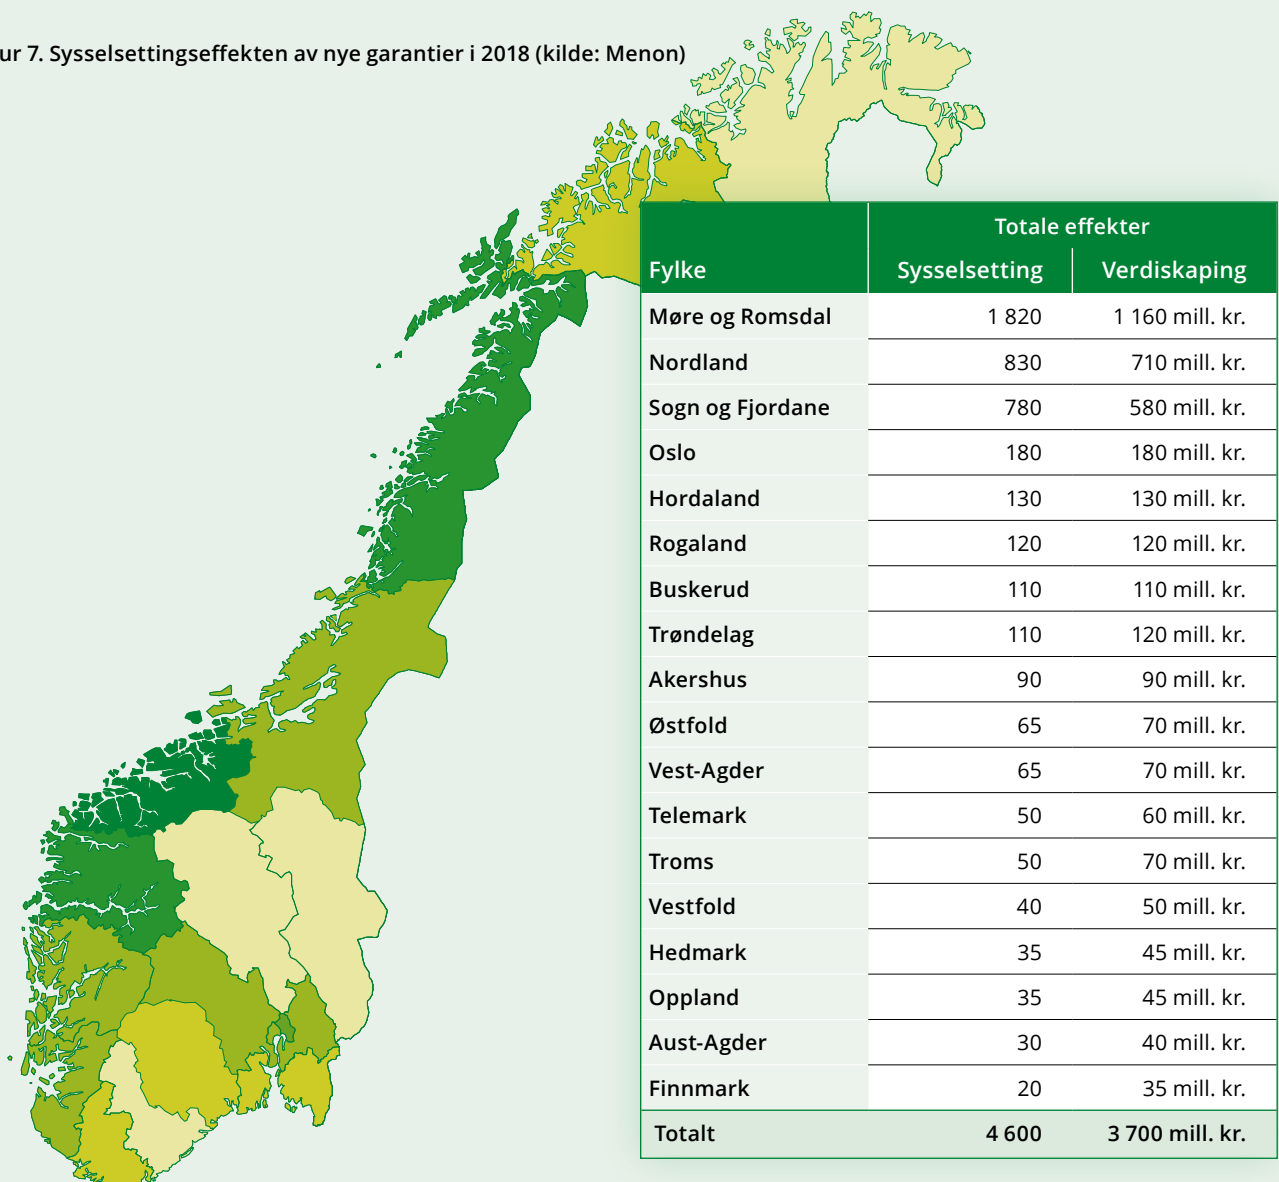 ur 7. Sysselsettingseffekten av nye garantier i 2018 (kilde: Menon)
Totale effekter
Fylke Sysselsetting Verdiskaping
Møre og Romsdal 1 820 1 160 mill. kr.
Nordland 830 710 mill. kr.
Sogn og Fjordane 780 580 mill. kr.
Oslo 180 180 mill. kr.
Hordaland 130 130 mill. kr.
Rogaland 120 120 mill. kr.
Buskerud 110 110 mill. kr.
Trøndelag 110 120 mill. kr.
Akershus 90 90 mill. kr.
Østfold 65 70 mill. kr.
Vest-Agder 65 70 mill. kr.
Telemark 50 60 mill. kr.
Troms 50 70 mill. kr.
Vestfold 40 50 mill. kr.
Hedmark 35 45 mill. kr.
Oppland 35 45 mill. kr.
Aust-Agder 30 40 mill. kr.
Finnmark 20 35 mill. kr.
Totalt 4 600 3 700 mill. kr.